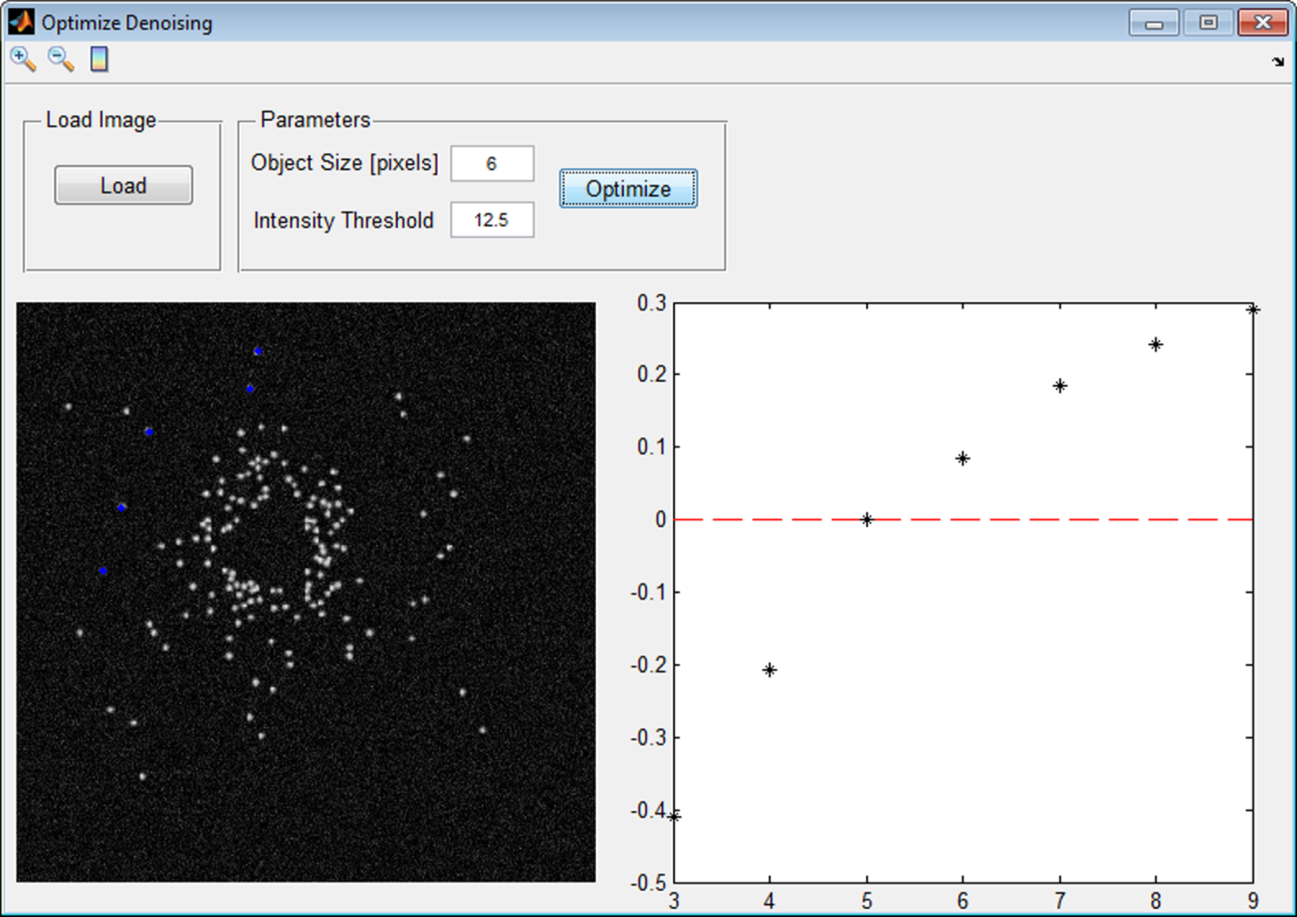 Optimize Denoising
Load Image
Parameters
Load
Object Size [pixels] 6
Optimize
Intensity Threshold 12.5
0.3
0.2
0.1
0
-0.1
-0.2
-0.3
-0.4
-0.5
3 4 5 6 7 8 9